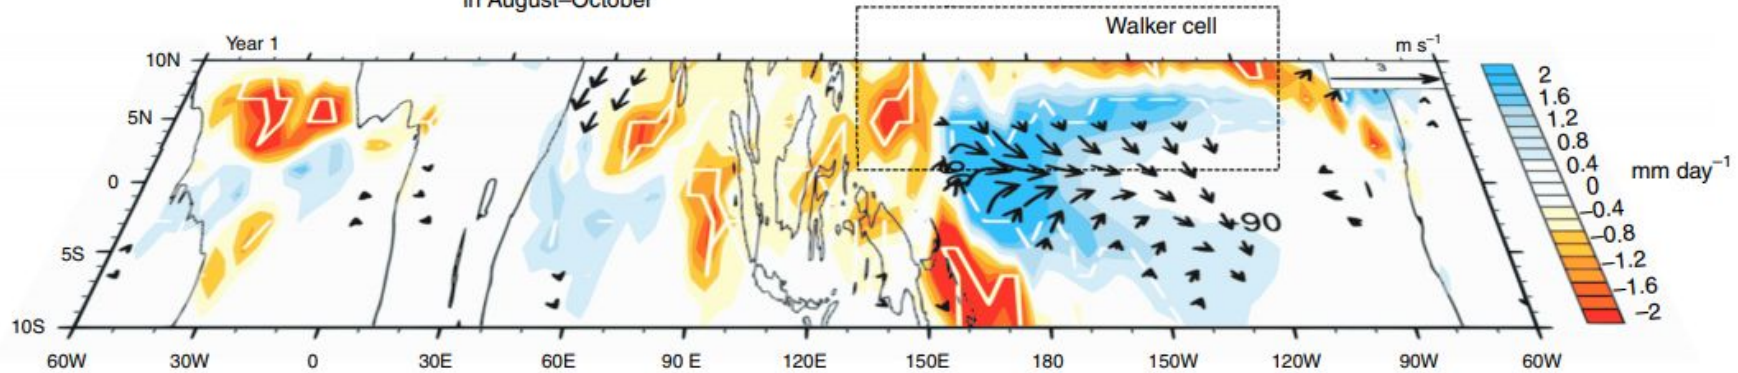 in August–October
Walker cell
Year 1
m s⁻¹
10N
3
2
1.6
5N
1.2
0.8
0.4
0
0
mm day⁻¹
–0.4
90
–0.8
5S
–1.2
–1.6
–2
10S
60W 30W 0 30E 60E 90 E 120E 150E 180 150W 120W 90W 60W